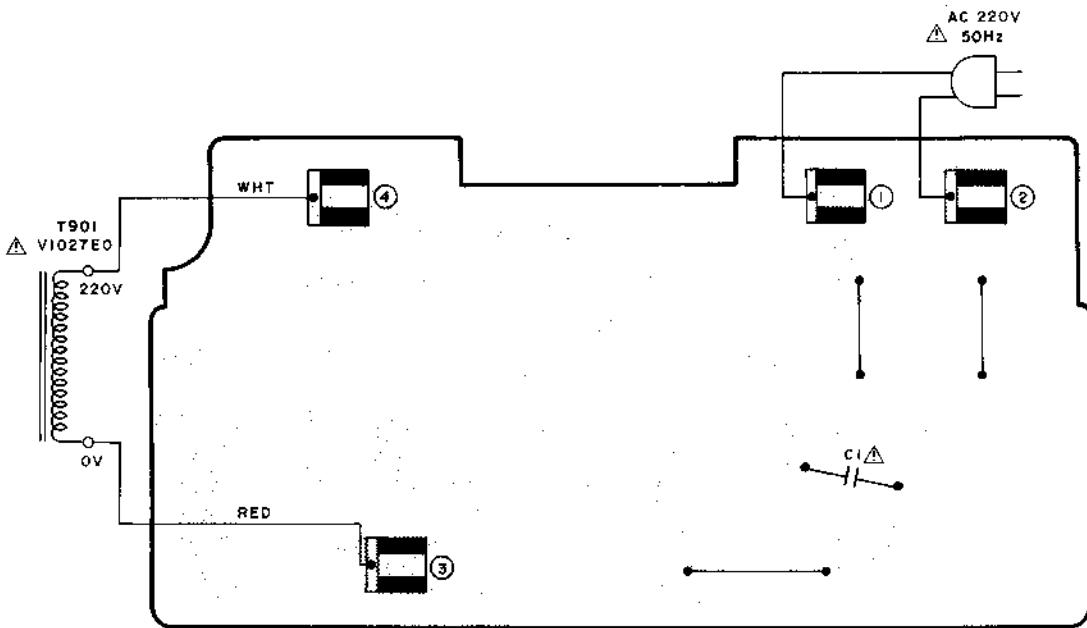 AC 220V
⚠ 50Hz
WHT
④
①
②
T901
⚠ V1027E0
220V
C1⚠
0V
RED
③